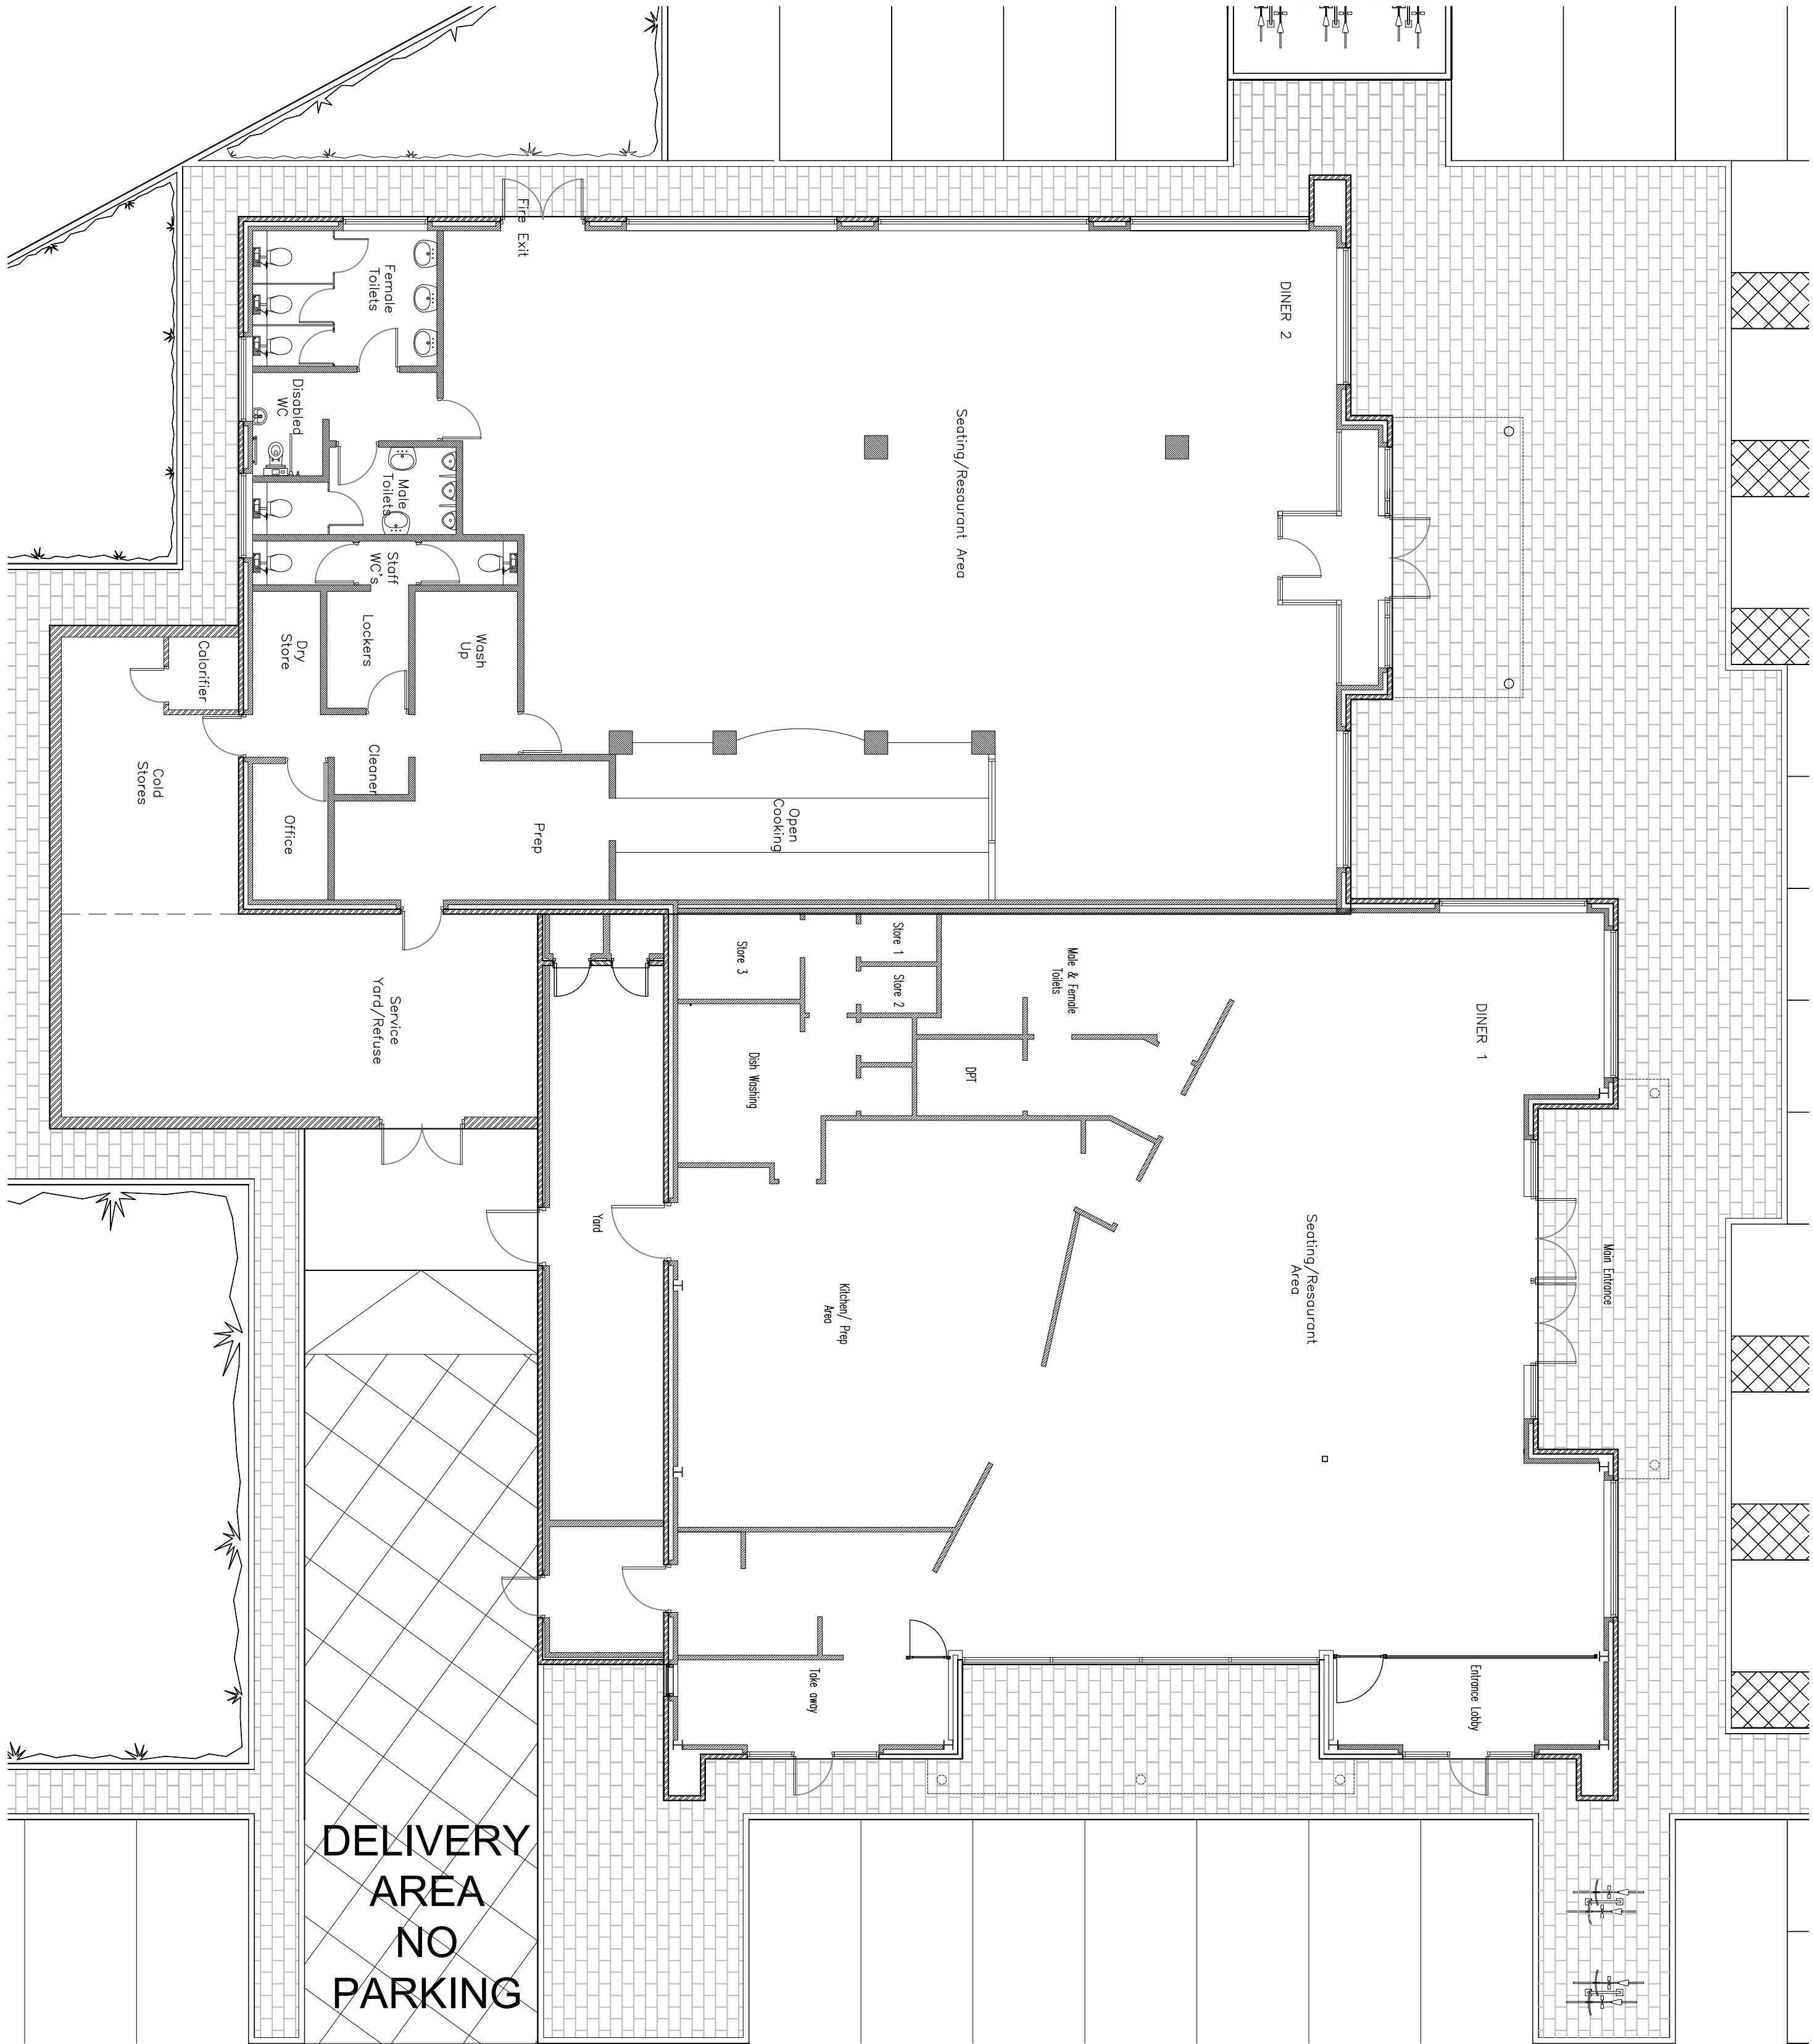 Fire Exit
Female
Toilets
DINER 2
Disabled
WC
Seating/Resaurant Area
Male
Toilets
Staff
WC's
Lockers
Wash
Up
Dry
Store
Calorifier
Cold
Stores
Cleaner
Office
Prep
Open
Cooking
Service
Yard/Refuse
Store 3
Store 1
Store 2
Male & Female
Toilets
DINER 1
Dish Washing
DPT
Yard
Kitchen/ Prep
Area
Seating/Resaurant
Area
Main Entrance
Take away
Entrance Lobby
DELIVERY
AREA
NO
PARKING